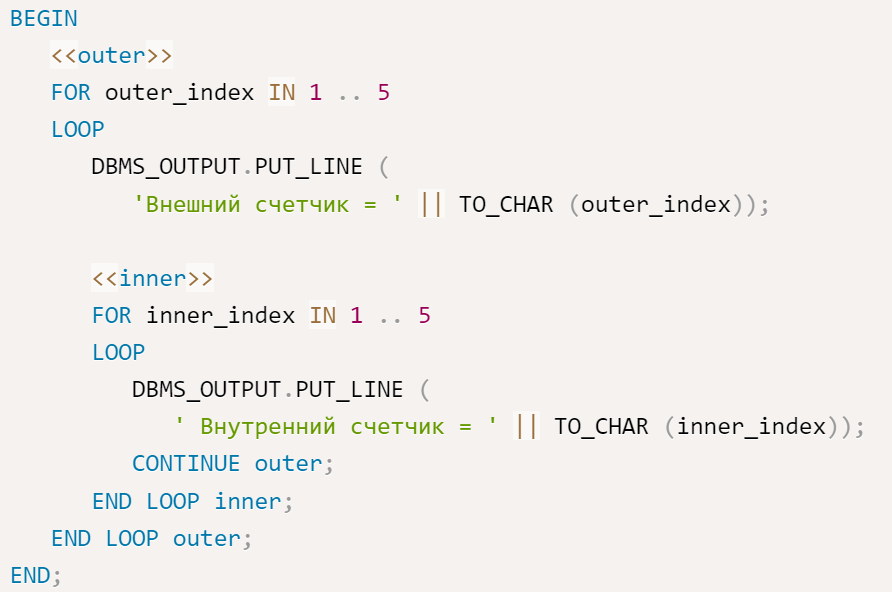 BEGIN
<<outer>>
FOR outer_index IN 1 .. 5
LOOP
DBMS_OUTPUT.PUT_LINE (
'Внешний счетчик = ' || TO_CHAR (outer_index));
<<inner>>
FOR inner_index IN 1 .. 5
LOOP
DBMS_OUTPUT.PUT_LINE (
' Внутренний счетчик = ' || TO_CHAR (inner_index));
CONTINUE outer;
END LOOP inner;
END LOOP outer;
END;